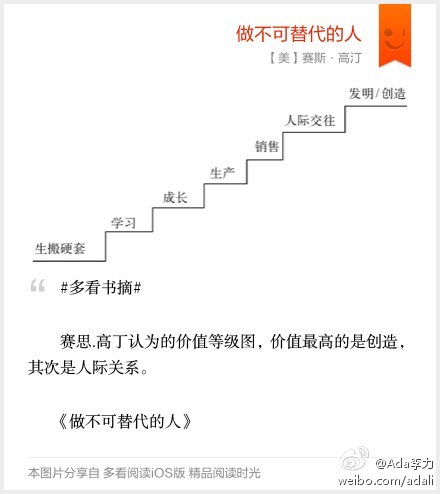 做不可替代的人
【美】赛斯·高汀
发明/创造
人际交往
销售
生产
成长
学习
生搬硬套
“ #多看书摘#
赛思.高丁认为的价值等级图，价值最高的是创造，
其次是人际关系。
《做不可替代的人》
本图片分享自 多看阅读iOS版 精品阅读时光
@Ada李力
weibo.com/adali